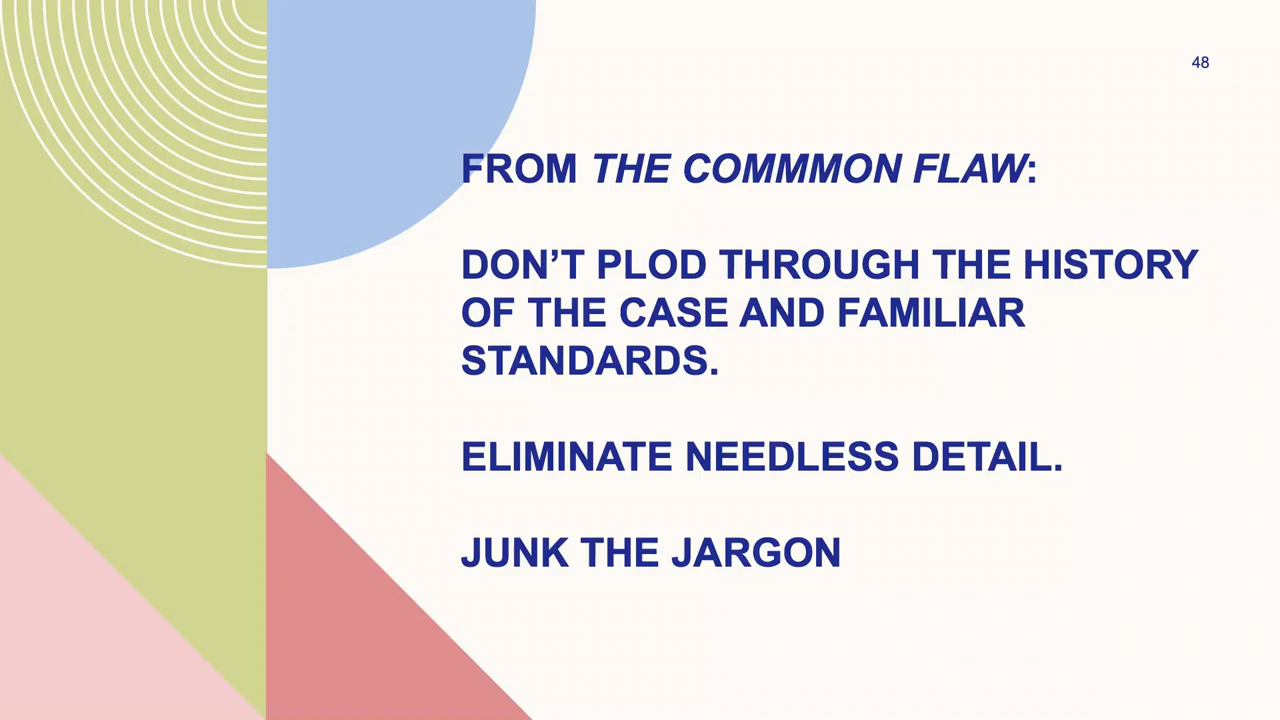 48
FROM THE COMMMON FLAW:
DON’T PLOD THROUGH THE HISTORY
OF THE CASE AND FAMILIAR
STANDARDS.
ELIMINATE NEEDLESS DETAIL.
JUNK THE JARGON